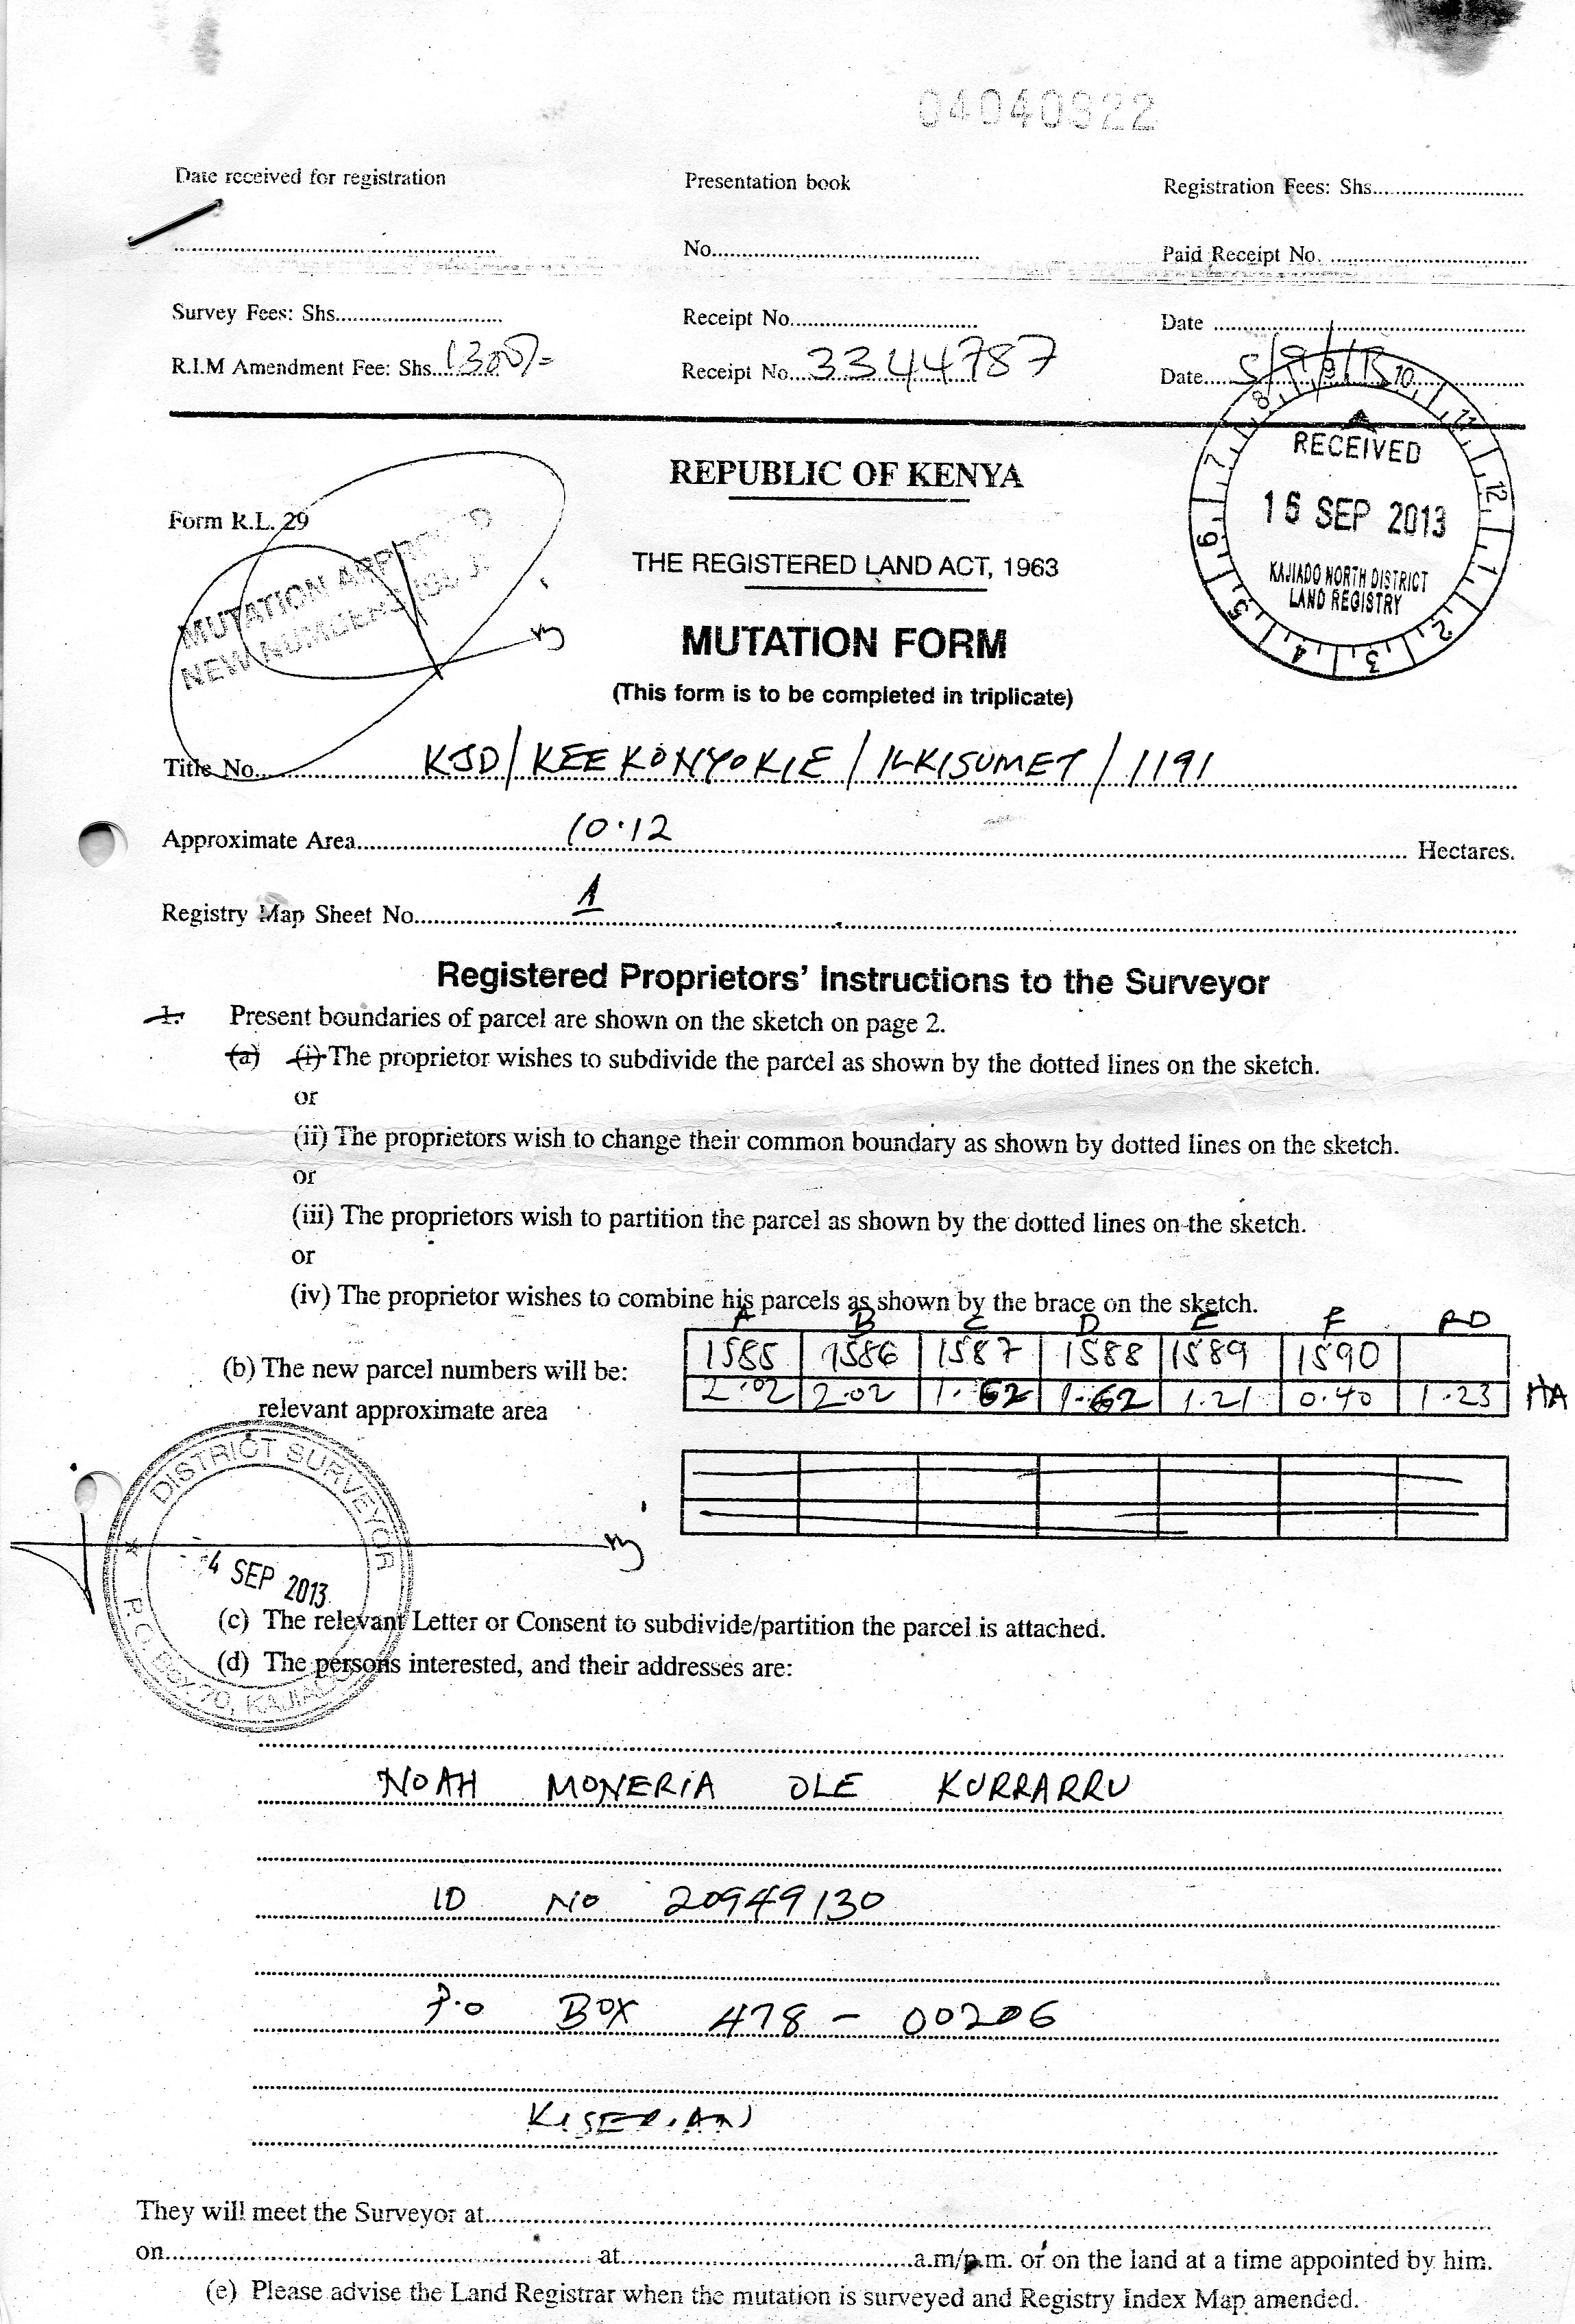 04040822
Date received for registration
Presentation book
Registration Fees: Shs..............................
..............................
No..............................
Paid Receipt No. ..............................
Survey Fees: Shs..............................
Receipt No..............................
Date ..............................
R.I.M Amendment Fee: Shs. 1300/=
Receipt No. 3344787
Date 5/9/13
REPUBLIC OF KENYA
Form R.L. 29
8 9 10 11 12 1 2 3 4 5 6 7
RECEIVED
16 SEP 2013
KAJIADO NORTH DISTRICT
LAND REGISTRY
MUTATION
NEW NUMBERS
THE REGISTERED LAND ACT, 1963
MUTATION FORM
(This form is to be completed in triplicate)
Title No. KJD/KEEKONYOKIE/ILKISUMET/1191
Approximate Area 10.12 Hectares.
Registry Map Sheet No. 1
Registered Proprietors' Instructions to the Surveyor
1. Present boundaries of parcel are shown on the sketch on page 2.
(a) (i) The proprietor wishes to subdivide the parcel as shown by the dotted lines on the sketch.
or
(ii) The proprietors wish to change their common boundary as shown by dotted lines on the sketch.
or
(iii) The proprietors wish to partition the parcel as shown by the dotted lines on the sketch.
or
(iv) The proprietor wishes to combine his parcels as shown by the brace on the sketch.
A B C D E F RD
(b) The new parcel numbers will be: 1585 1586 1587 1588 1589 1590
relevant approximate area 2.02 2.02 1.62 1.62 1.21 0.40 1.23 HA
DISTRICT SURVEYOR
4 SEP 2013
P.O. BOX 70, KAJIADO
(c) The relevant Letter or Consent to subdivide/partition the parcel is attached.
(d) The persons interested, and their addresses are:
NOAH MONERIA OLE KURRARRU
ID NO 20949130
P.O BOX 478 - 00206
KISERIAN
They will meet the Surveyor at..............................
on..............................at..............................a.m/p.m. or on the land at a time appointed by him.
(e) Please advise the Land Registrar when the mutation is surveyed and Registry Index Map amended.